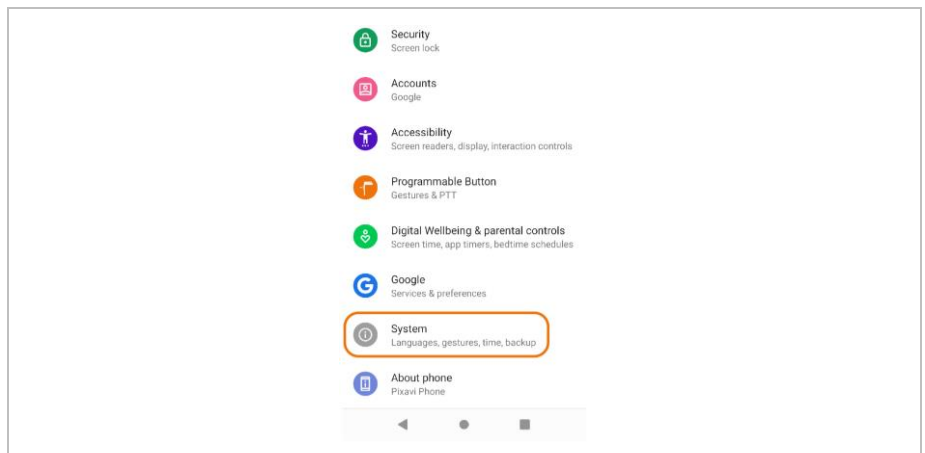 Security
Screen lock
Accounts
Google
Accessibility
Screen readers, display, interaction controls
Programmable Button
Gestures & PTT
Digital Wellbeing & parental controls
Screen time, app timers, bedtime schedules
Google
Services & preferences
System
Languages, gestures, time, backup
About phone
Pixavi Phone